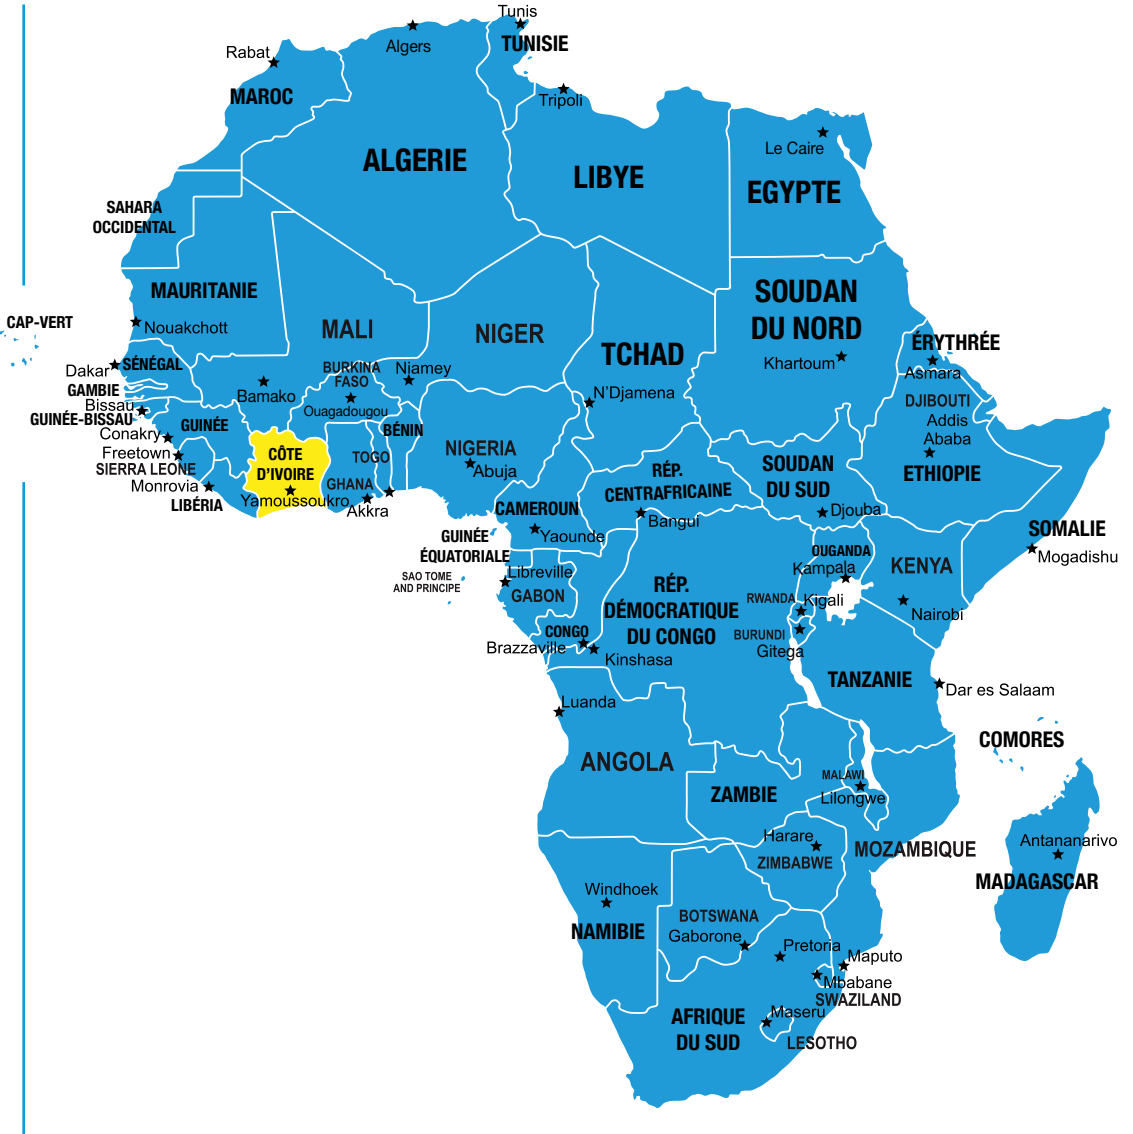 Tunis
TUNISIE
Algers
Rabat
MAROC
Tripoli
Le Caire
ALGERIE
LIBYE
EGYPTE
SAHARA
OCCIDENTAL
MAURITANIE
Nouakchott
CAP-VERT
MALI
NIGER
TCHAD
SOUDAN
DU NORD
Khartoum
ÉRYTHRÉE
Asmara
Dakar
SÉNÉGAL
GAMBIE
Bissau
GUINÉE-BISSAU
Bamako
BURKINA
FASO
Ouagadougou
Njamey
N'Djamena
DJIBOUTI
Addis
Ababa
ETHIOPIE
GUINÉE
Conakry
Freetown
SIERRA LEONE
Monrovia
LIBÉRIA
CÔTE
D'IVOIRE
Yamoussoukro
BÉNIN
TOGO
GHANA
Akkra
NIGERIA
Abuja
CAMEROUN
Yaounde
RÉP.
CENTRAFRICAINE
Bangui
SOUDAN
DU SUD
Djouba
SOMALIE
Mogadishu
GUINÉE
ÉQUATORIALE
SAO TOME
AND PRINCIPE
Libreville
GABON
CONGO
Brazzaville
Kinshasa
RÉP.
DÉMOCRATIQUE
DU CONGO
OUGANDA
Kampala
KENYA
Nairobi
RWANDA
Kigali
BURUNDI
Gitega
TANZANIE
Dar es Salaam
Luanda
ANGOLA
ZAMBIE
MALAWI
Lilongwe
COMORES
Harare
ZIMBABWE
MOZAMBIQUE
Antananarivo
MADAGASCAR
Windhoek
NAMIBIE
BOTSWANA
Gaborone
Pretoria
Maputo
Mbabane
SWAZILAND
AFRIQUE
DU SUD
Maseru
LESOTHO